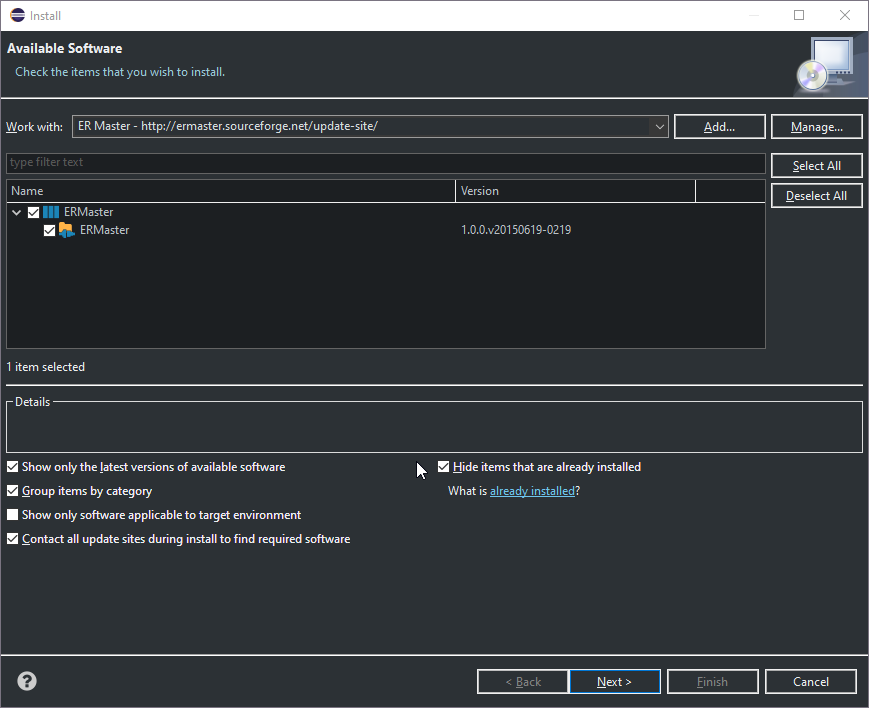 Install
Available Software
Check the items that you wish to install.
Work with: ER Master - http://ermaster.sourceforge.net/update-site/ Add... Manage...
type filter text Select All
Name Version Deselect All
ERMaster
ERMaster 1.0.0.v20150619-0219
1 item selected
Details
Show only the latest versions of available software Hide items that are already installed
Group items by category What is already installed?
Show only software applicable to target environment
Contact all update sites during install to find required software
? < Back Next > Finish Cancel